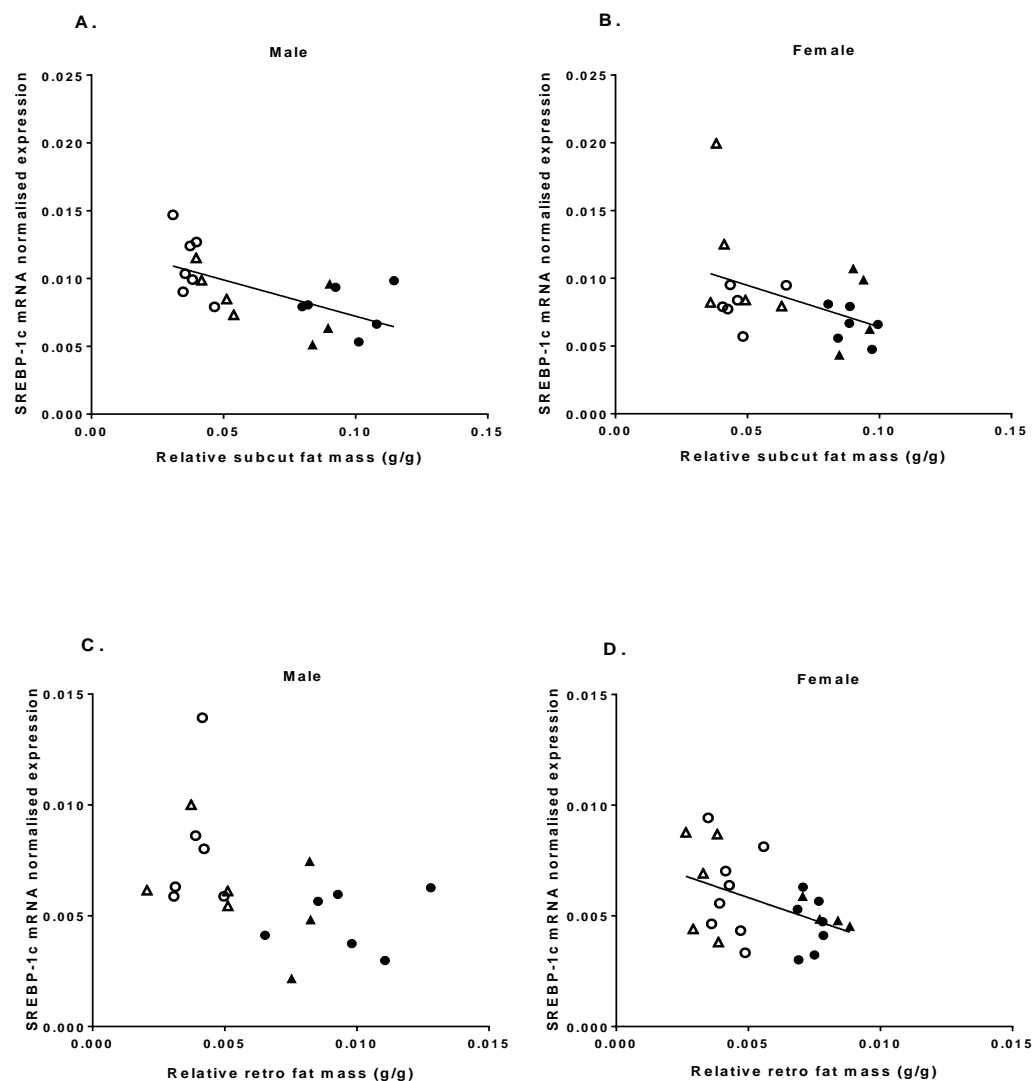 A.
Male
SREBP-1c mRNA normalised expression
0.025
0.020
0.015
0.010
0.005
0.000
0.00 0.05 0.10 0.15
Relative subcut fat mass (g/g)
B.
Female
SREBP-1c mRNA normalised expression
0.025
0.020
0.015
0.010
0.005
0.000
0.00 0.05 0.10 0.15
Relative subcut fat mass (g/g)
C.
Male
SREBP-1c mRNA normalised expression
0.015
0.010
0.005
0.000
0.000 0.005 0.010 0.015
Relative retro fat mass (g/g)
D.
Female
SREBP-1c mRNA normalised expression
0.015
0.010
0.005
0.000
0.000 0.005 0.010 0.015
Relative retro fat mass (g/g)